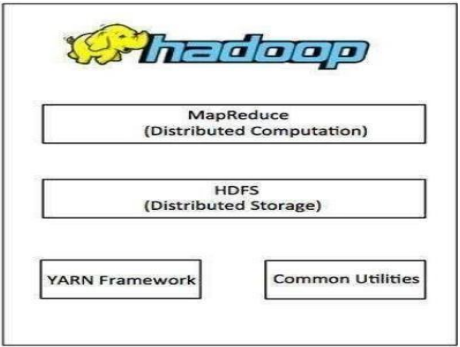 hadoop
MapReduce
(Distributed Computation)
HDFS
(Distributed Storage)
YARN Framework
Common Utilities